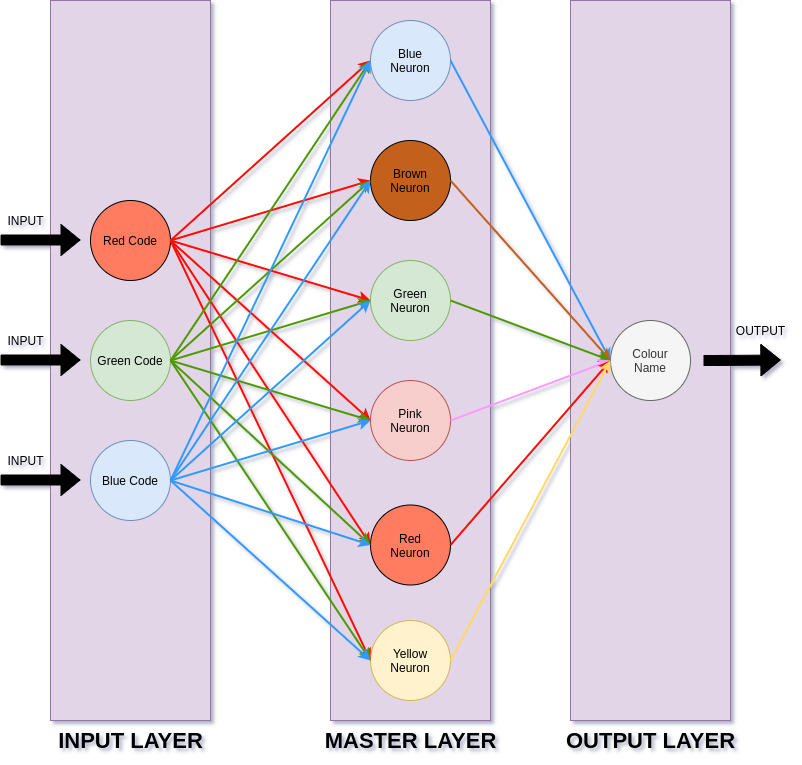 INPUT
Red Code
INPUT
Green Code
INPUT
Blue Code
INPUT LAYER
Blue
Neuron
Brown
Neuron
Green
Neuron
Pink
Neuron
Red
Neuron
Yellow
Neuron
MASTER LAYER
Colour
Name
OUTPUT
OUTPUT LAYER